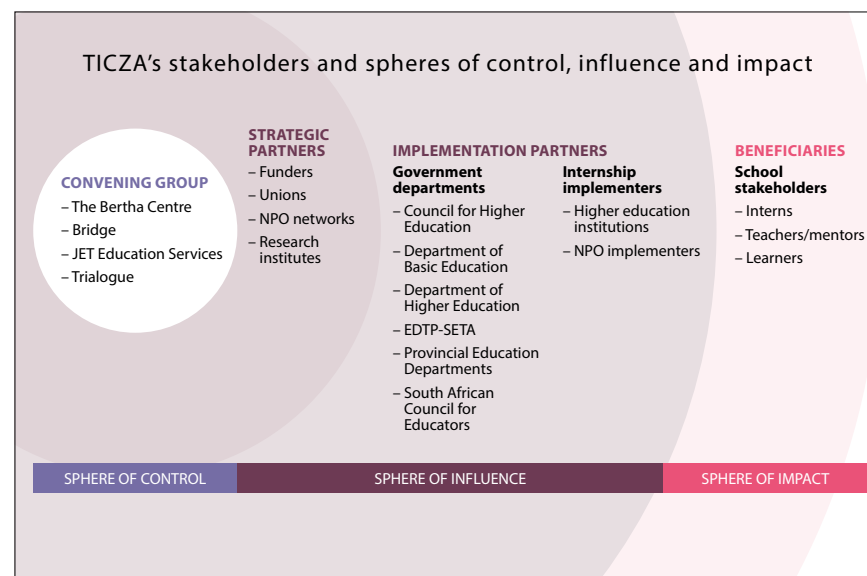 TICZA's stakeholders and spheres of control, influence and impact
CONVENING GROUP
– The Bertha Centre
– Bridge
– JET Education Services
– Trialogue
STRATEGIC
PARTNERS
– Funders
– Unions
– NPO networks
– Research
institutes
IMPLEMENTATION PARTNERS
Government
departments
– Council for Higher
Education
– Department of
Basic Education
– Department of
Higher Education
– EDTP-SETA
– Provincial Education
Departments
– South African
Council for
Educators
Internship
implementers
– Higher education
institutions
– NPO implementers
BENEFICIARIES
School
stakeholders
– Interns
– Teachers/mentors
– Learners
SPHERE OF CONTROL
SPHERE OF INFLUENCE
SPHERE OF IMPACT